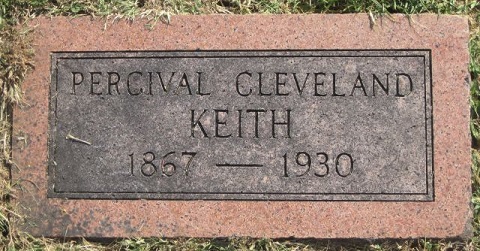 PERCIVAL CLEVELAND
KEITH
1867 — 1930